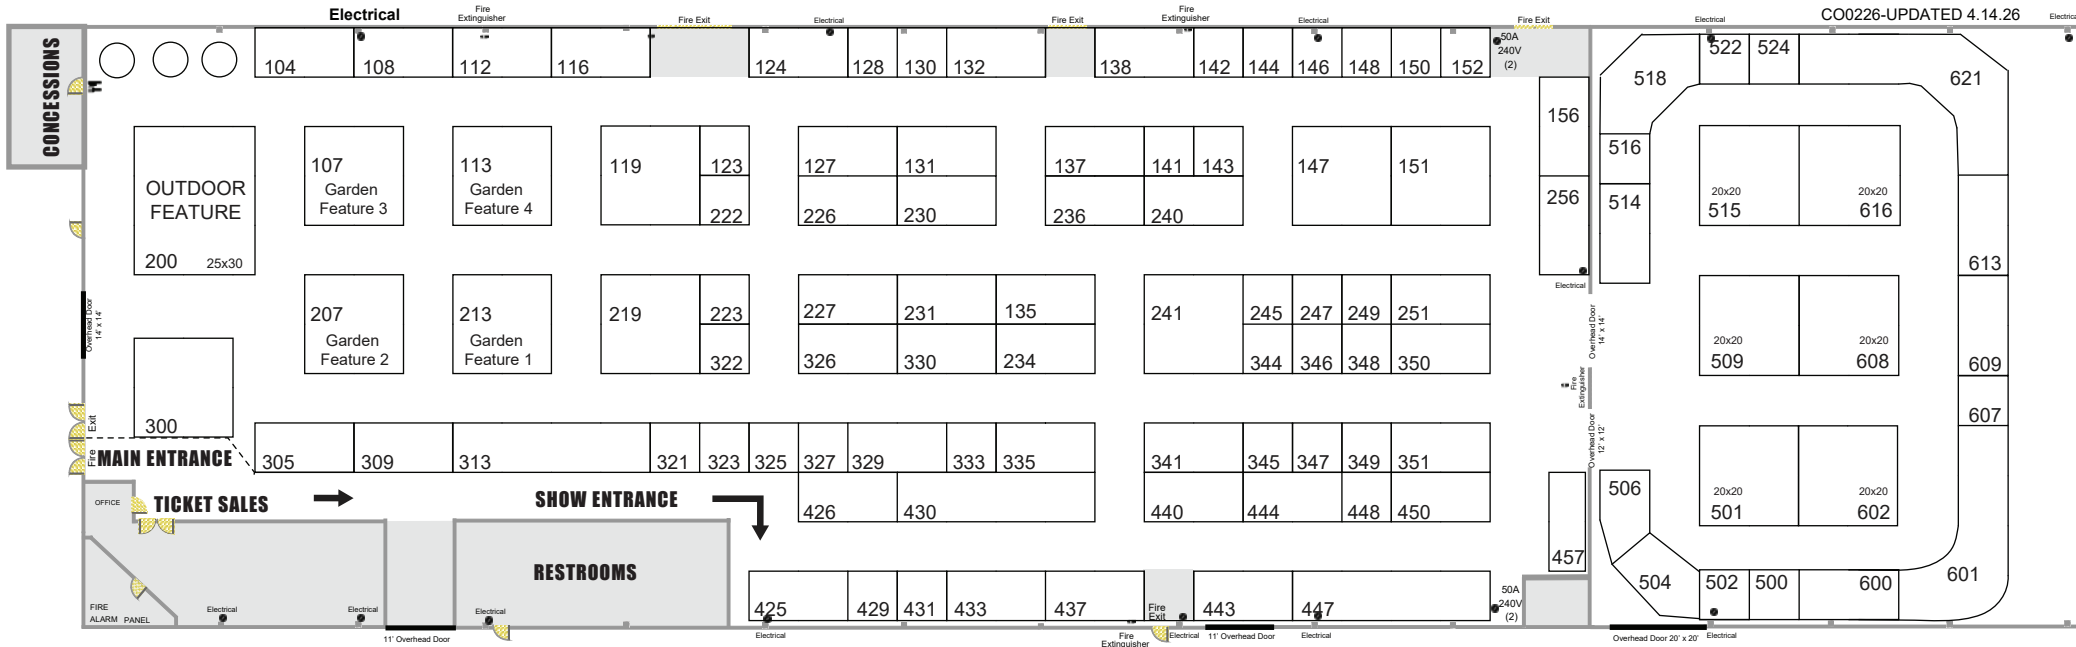 Electrical
Fire
Extinguisher
Fire Exit
Electrical
Fire Exit
Fire
Extinguisher
Electrical
Fire Exit
Electrical
CO0226-UPDATED 4.14.26
Electrical
CONCESSIONS
104
108
112
116
124
128
130
132
138
142
144
146
148
150
152
50A
240V
(2)
518
522
524
621
OUTDOOR
FEATURE
200
25x30
107
Garden
Feature 3
113
Garden
Feature 4
119
123
222
127
131
226
230
137
141
143
236
240
147
151
156
256
Electrical
516
514
20x20
515
20x20
616
613
Overhead Door
14' x 14'
207
Garden
Feature 2
213
Garden
Feature 1
219
223
322
227
231
135
326
330
234
241
245
247
249
251
344
346
348
350
Overhead Door
14' x 14'
Fire
Extinguisher
20x20
509
20x20
608
609
607
300
Fire Exit
MAIN ENTRANCE
305
309
313
321
323
325
327
329
333
335
341
345
347
349
351
Overhead Door
12' x 12'
OFFICE
TICKET SALES
SHOW ENTRANCE
426
430
440
444
448
450
457
506
20x20
501
20x20
602
RESTROOMS
FIRE
ALARM PANEL
Electrical
Electrical
Electrical
11' Overhead Door
425
429
431
433
437
Fire
Exit
443
447
50A
240V
(2)
504
502
500
600
601
Electrical
Fire
Extinguisher
Electrical
11' Overhead Door
Electrical
Overhead Door 20' x 20'
Electrical